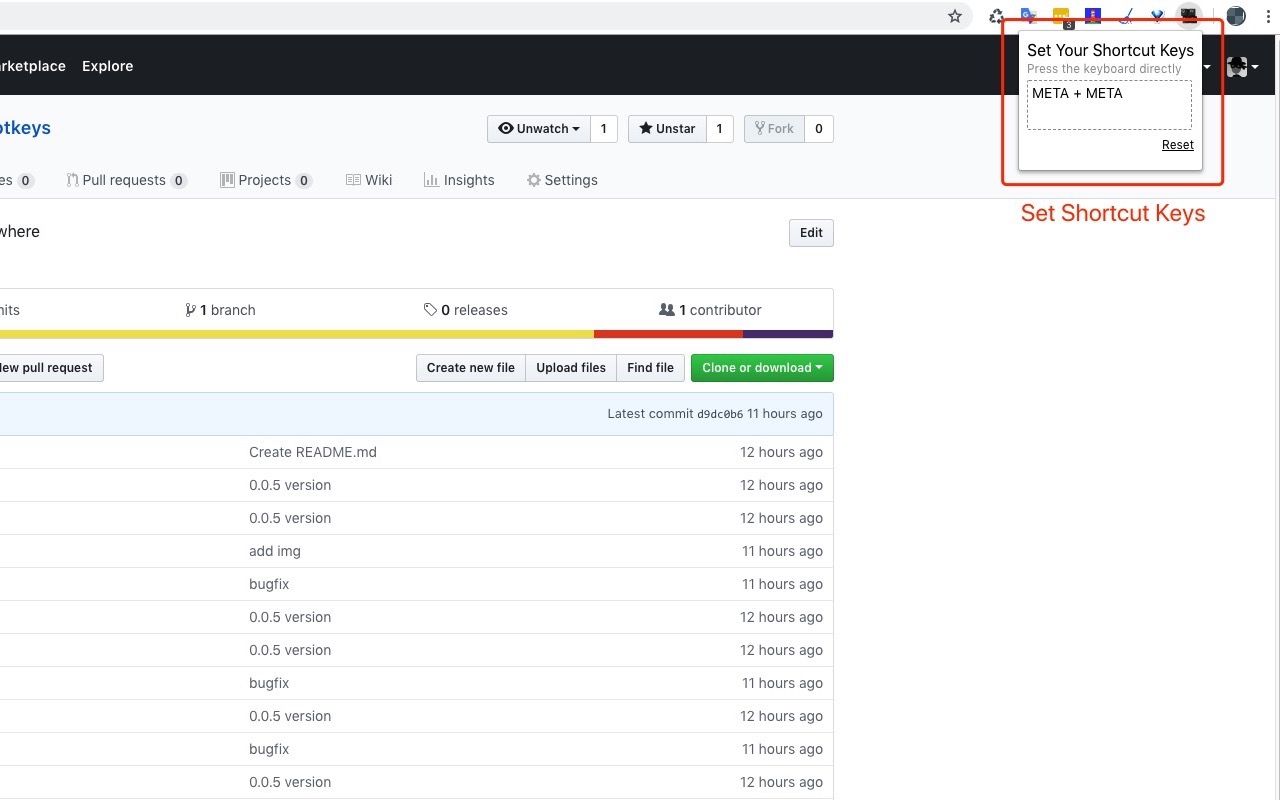 3
Set Your Shortcut Keys
Press the keyboard directly
META + META
Reset
Set Shortcut Keys
rketplace Explore
otkeys
Unwatch 1 Unstar 1 Fork 0
es 0 Pull requests 0 Projects 0 Wiki Insights Settings
where
Edit
its 1 branch 0 releases 1 contributor
ew pull request Create new file Upload files Find file Clone or download
Latest commit d9dc0b6 11 hours ago
Create README.md 12 hours ago
0.0.5 version 12 hours ago
0.0.5 version 12 hours ago
add img 11 hours ago
bugfix 11 hours ago
0.0.5 version 12 hours ago
0.0.5 version 12 hours ago
bugfix 11 hours ago
0.0.5 version 12 hours ago
bugfix 11 hours ago
0.0.5 version 12 hours ago